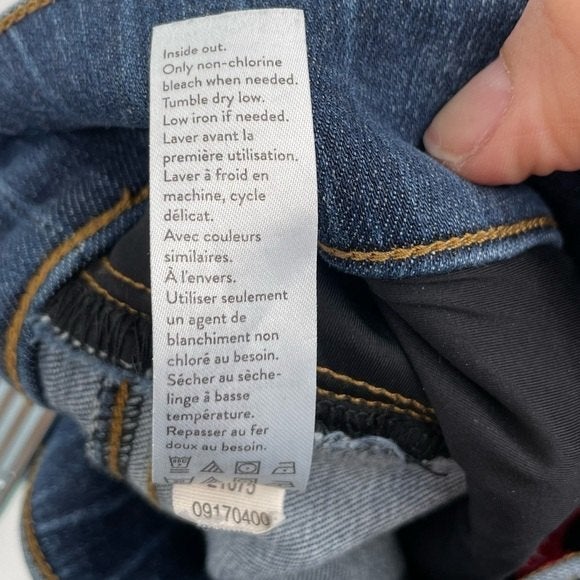 Inside out.
Only non-chlorine
bleach when needed.
Tumble dry low.
Low iron if needed.
Laver avant la
première utilisation.
Laver à froid en
machine, cycle
délicat.
Avec couleurs
similaires.
À l'envers.
Utiliser seulement
un agent de
blanchiment non
chloré au besoin.
Sécher au sèche-
linge à basse
température.
Repasser au fer
doux au besoin.
09170400